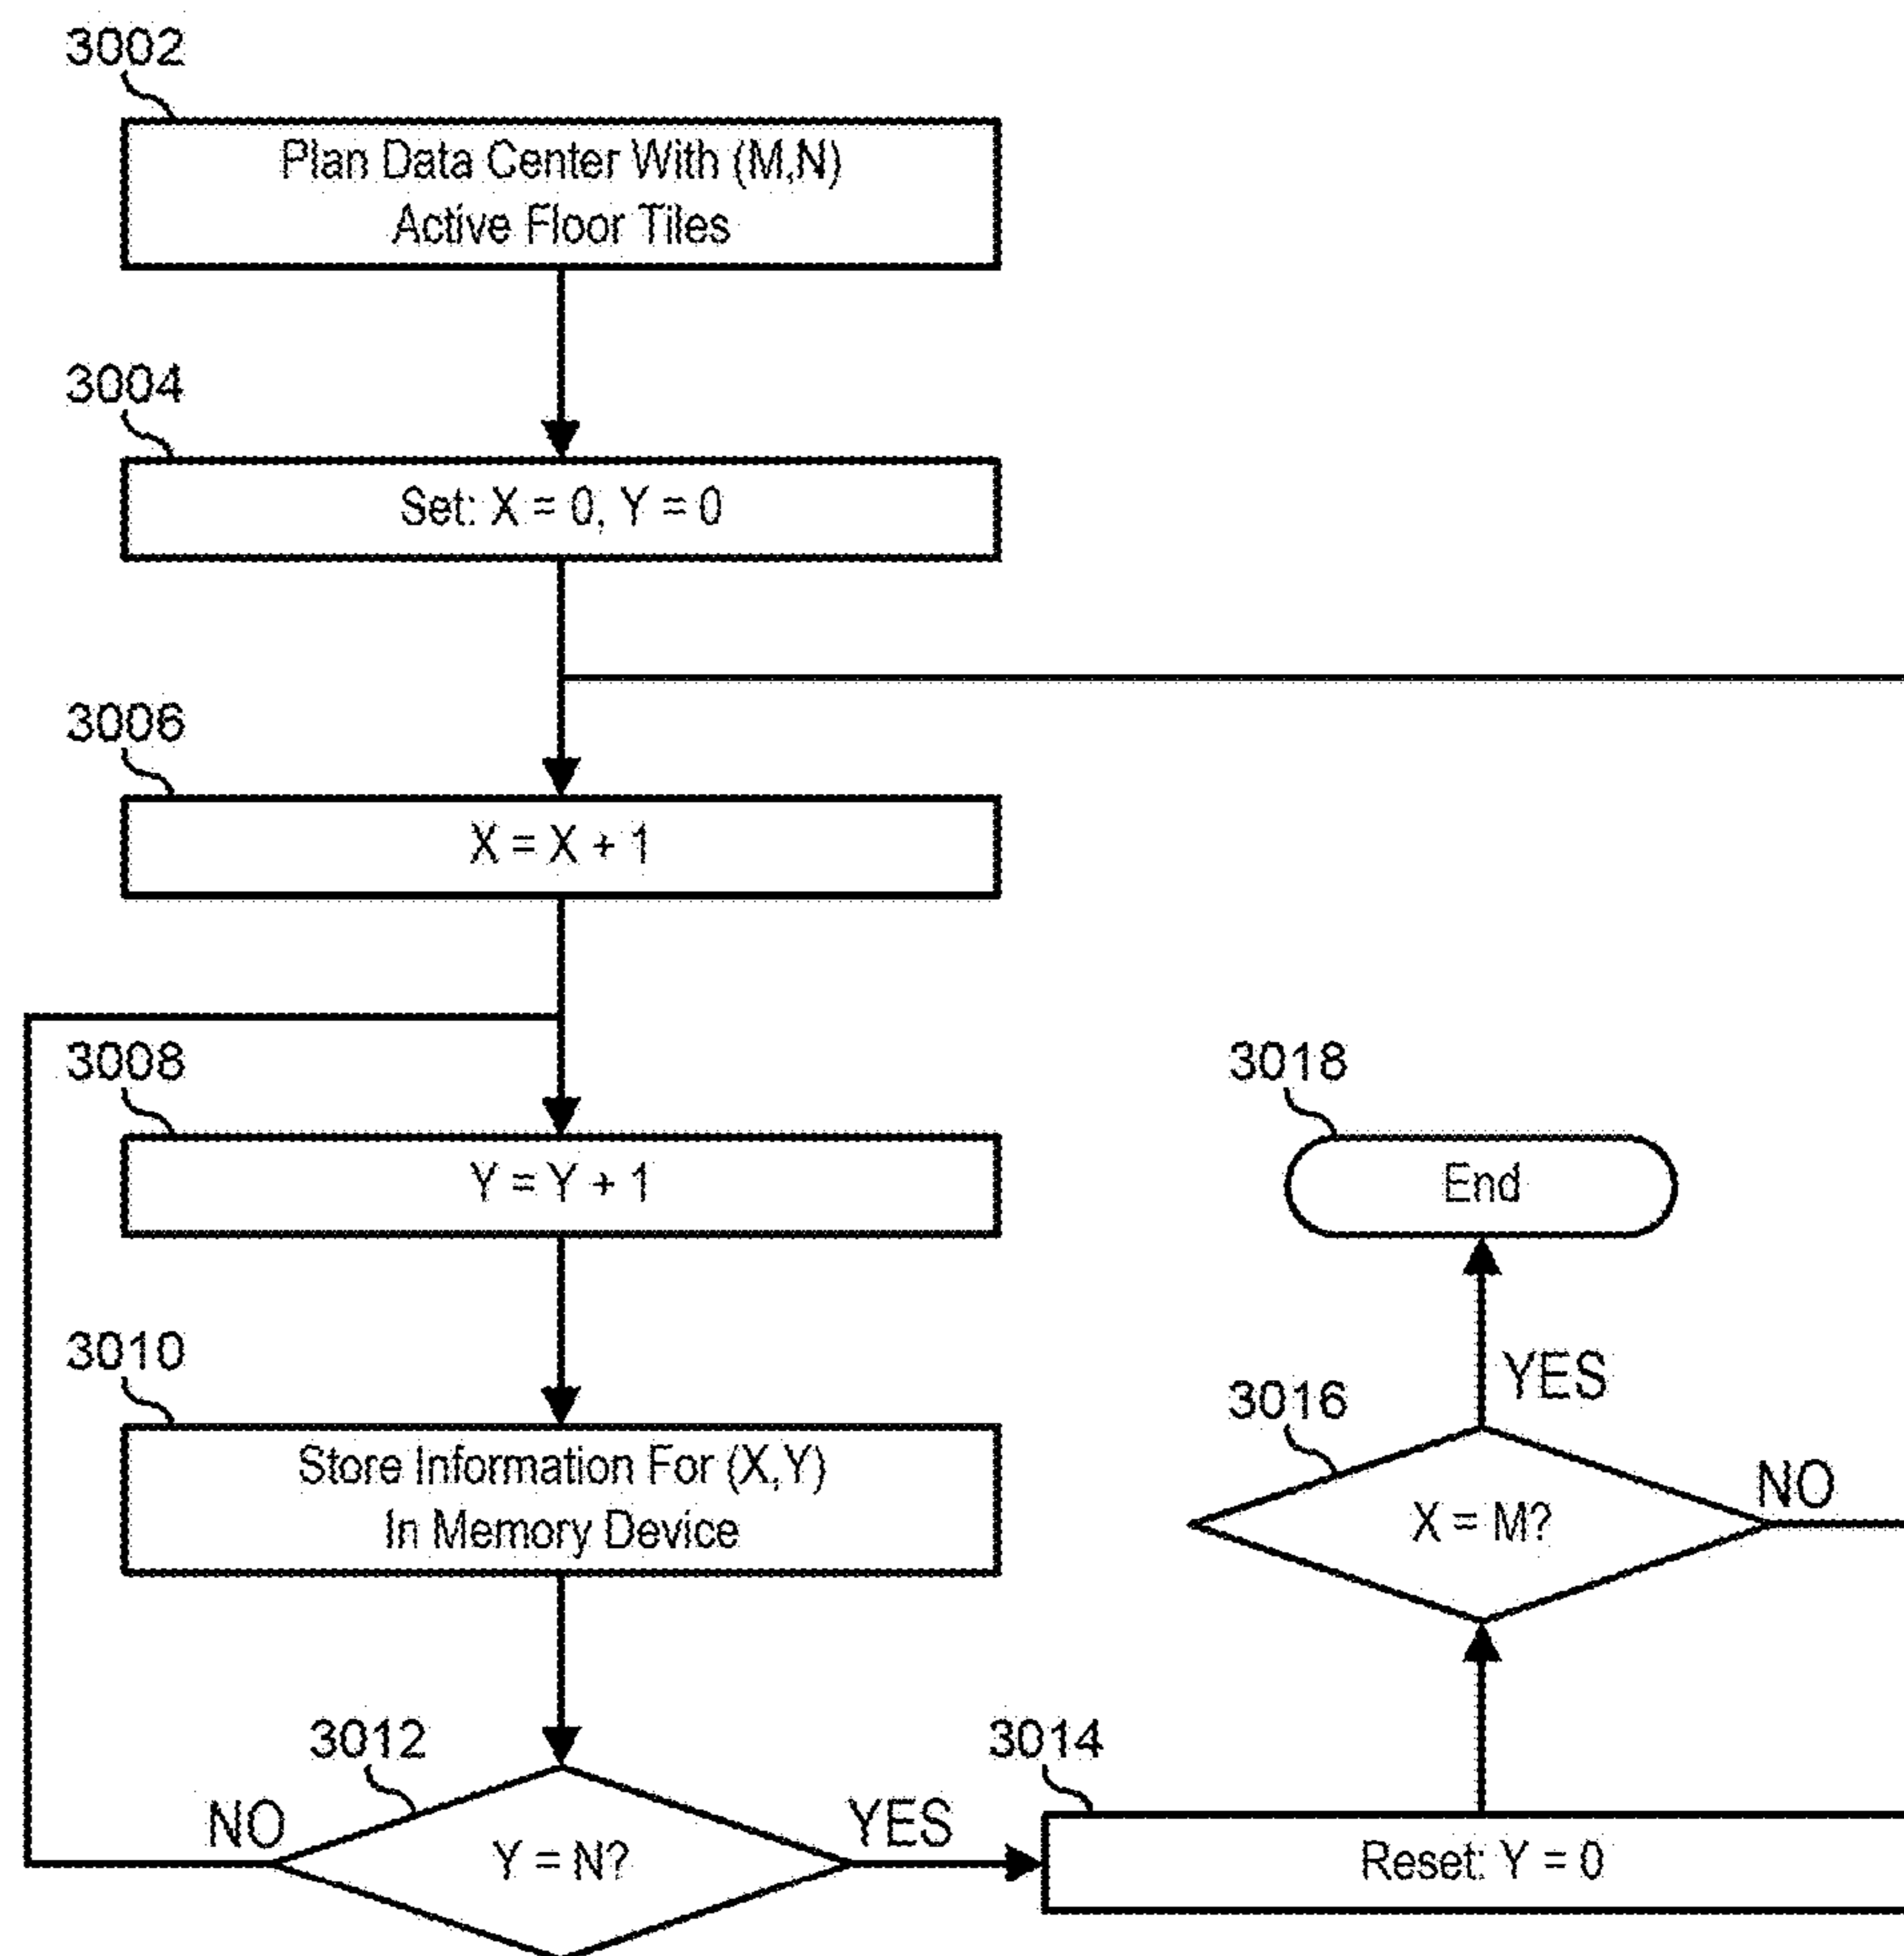 3002
Plan Data Center With (M,N)
Active Floor Tiles
3004
Set: X = 0, Y = 0
3006
X = X + 1
3008
Y = Y + 1
3010
Store Information For (X,Y)
In Memory Device
3012
Y = N?
NO
YES
3014
Reset: Y = 0
3016
X = M?
NO
YES
3018
End